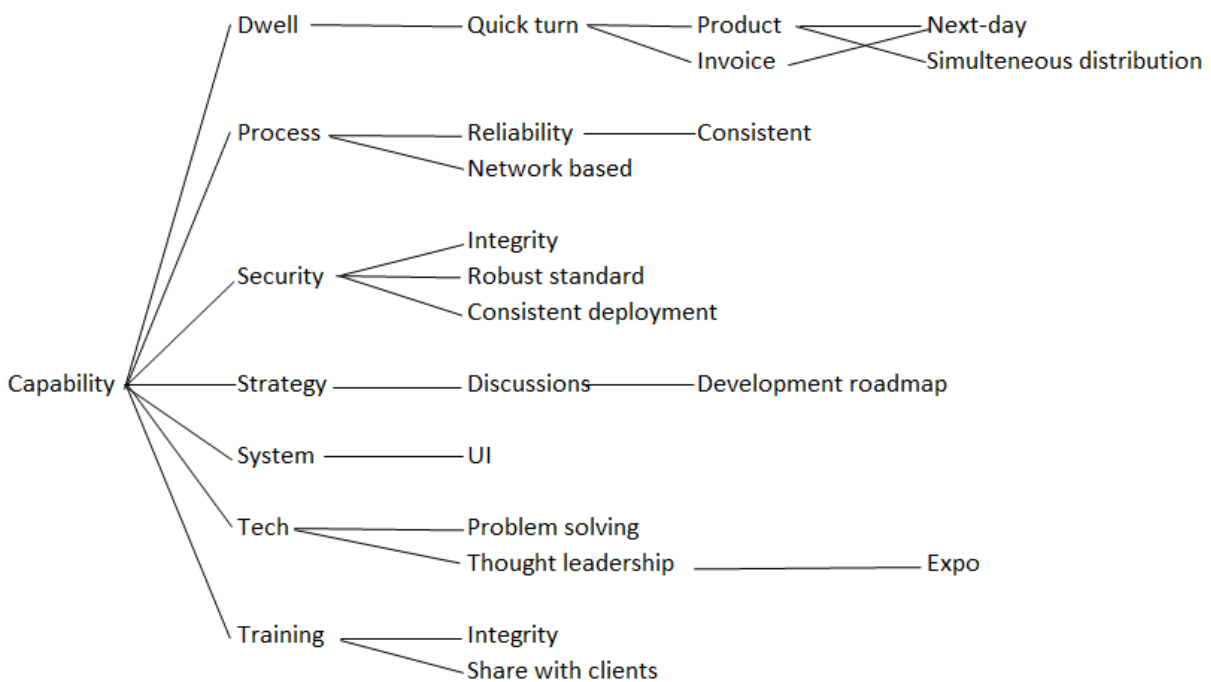 Dwell Quick turn Product Next-day
Invoice Simulteneous distribution
Process Reliability Consistent
Network based
Integrity
Security Robust standard
Consistent deployment
Capability Strategy Discussions Development roadmap
System UI
Tech Problem solving
Thought leadership Expo
Training Integrity
Share with clients